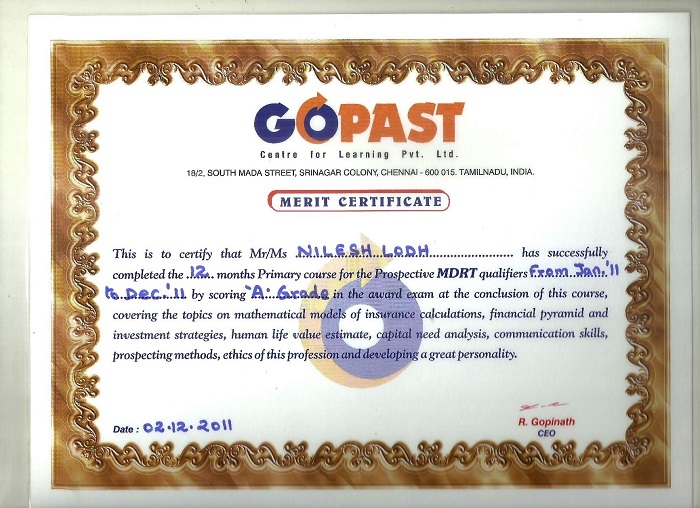 GOPAST
Centre for Learning Pvt. Ltd.
18/2, SOUTH MADA STREET, SRINAGAR COLONY, CHENNAI - 600 015. TAMILNADU, INDIA.
MERIT CERTIFICATE
This is to certify that Mr/Ms NILESH LODH has successfully
completed the 12 months Primary course for the Prospective MDRT qualifiers From Jan.'11
to Dec.'11 by scoring "A" Grade in the award exam at the conclusion of this course,
covering the topics on mathematical models of insurance calculations, financial pyramid and
investment strategies, human life value estimate, capital need analysis, communication skills,
prospecting methods, ethics of this profession and developing a great personality.
Date : 02.12.2011
R. Gopinath
CEO